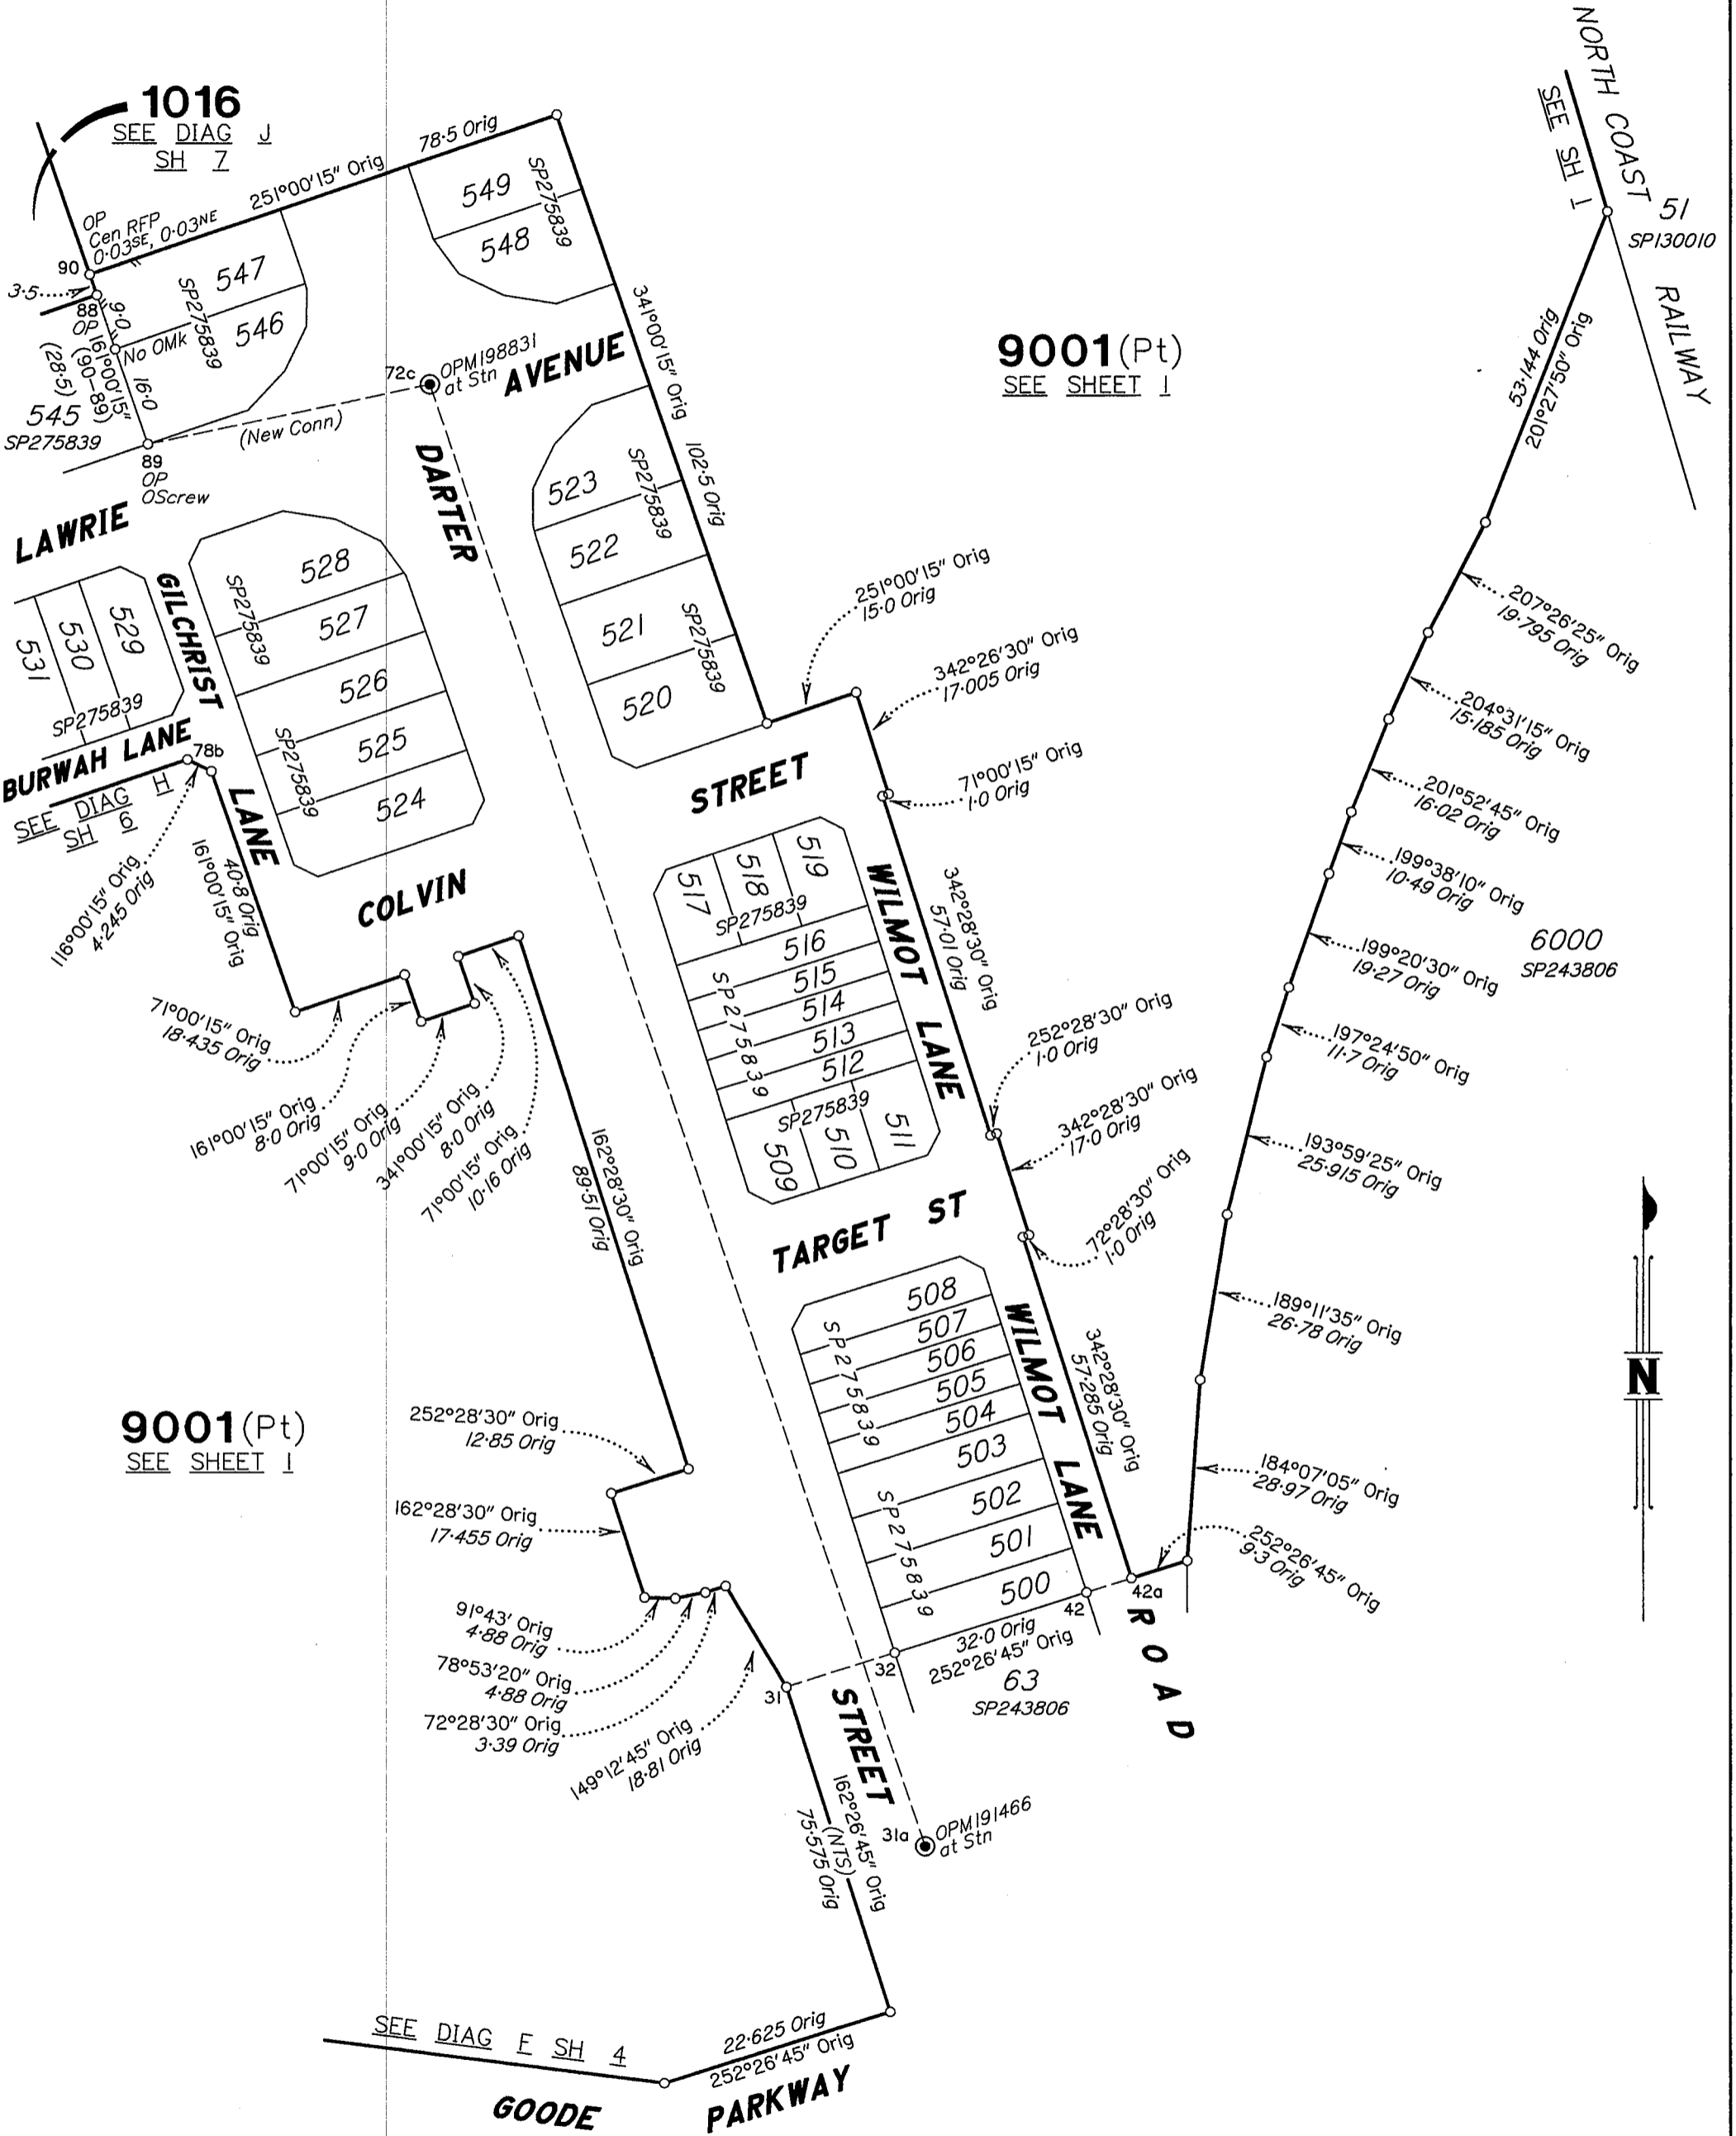 1016
SEE DIAG J
SH 7
78·5 Orig
251°00'15" Orig
OP
Cen RFP
0·03SE, 0·03NE
90
3·5
88
OP
9·0
161°00'15"
(90-89)
(28·5)
No OMk
16·0
545
SP275839
89
OP
OScrew
547
546
SP275839
549
548
SP275839
72c
OPM198831
at Stn
(New Conn)
AVENUE
341°00'15" Orig
102·5 Orig
9001(Pt)
SEE SHEET 1
NORTH COAST
RAILWAY
SEE SH 1
51
SP130010
53·144 Orig
201°27'50" Orig
LAWRIE
DARTER
GILCHRIST
LANE
523
522
SP275839
521
520
SP275839
528
527
SP275839
526
525
524
SP275839
529
530
531
SP275839
BURWAH LANE
78b
SEE DIAG H
SH 6
116°00'15" Orig
4·245 Orig
40·8 Orig
161°00'15" Orig
COLVIN
STREET
251°00'15" Orig
15·0 Orig
342°26'30" Orig
17·005 Orig
71°00'15" Orig
1·0 Orig
207°26'25" Orig
19·795 Orig
204°31'15" Orig
15·185 Orig
201°52'45" Orig
16·02 Orig
199°38'10" Orig
10·49 Orig
199°20'30" Orig
19·27 Orig
197°24'50" Orig
11·7 Orig
193°59'25" Orig
25·915 Orig
189°11'35" Orig
26·78 Orig
184°07'05" Orig
28·97 Orig
252°26'45" Orig
9·3 Orig
6000
SP243806
517
518
519
SP275839
516
515
514
513
512
SP275839
SP275839
509
510
511
WILMOT LANE
342°28'30" Orig
57·01 Orig
252°28'30" Orig
1·0 Orig
342°28'30" Orig
17·0 Orig
72°28'30" Orig
1·0 Orig
71°00'15" Orig
18·435 Orig
161°00'15" Orig
8·0 Orig
71°00'15" Orig
9·0 Orig
341°00'15" Orig
8·0 Orig
71°00'15" Orig
10·16 Orig
162°28'30" Orig
89·51 Orig
TARGET ST
508
507
506
505
504
503
502
501
500
SP275839
SP275839
WILMOT LANE
342°28'30" Orig
57·285 Orig
N
9001(Pt)
SEE SHEET 1
252°28'30" Orig
12·85 Orig
162°28'30" Orig
17·455 Orig
91°43' Orig
4·88 Orig
78°53'20" Orig
4·88 Orig
72°28'30" Orig
3·39 Orig
149°12'45" Orig
18·81 Orig
31
32
42
42a
32·0 Orig
252°26'45" Orig
63
SP243806
ROAD
STREET
31a
OPM191466
at Stn
162°26'45" Orig
(NTS)
75·575 Orig
SEE DIAG F SH 4
22·625 Orig
252°26'45" Orig
GOODE
PARKWAY